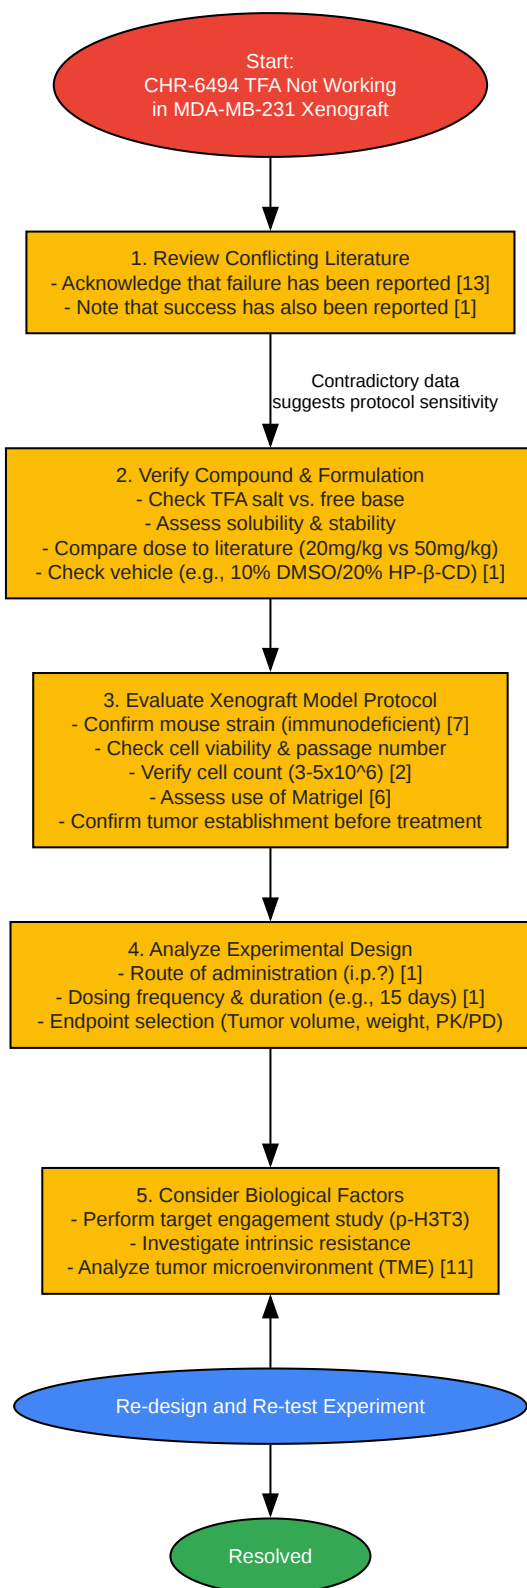 Start:
CHR-6494 TFA Not Working
in MDA-MB-231 Xenograft
1. Review Conflicting Literature
- Acknowledge that failure has been reported [13]
- Note that success has also been reported [1]
Contradictory data
suggests protocol sensitivity
2. Verify Compound & Formulation
- Check TFA salt vs. free base
- Assess solubility & stability
- Compare dose to literature (20mg/kg vs 50mg/kg)
- Check vehicle (e.g., 10% DMSO/20% HP-β-CD) [1]
3. Evaluate Xenograft Model Protocol
- Confirm mouse strain (immunodeficient) [7]
- Check cell viability & passage number
- Verify cell count (3-5x10^6) [2]
- Assess use of Matrigel [6]
- Confirm tumor establishment before treatment
4. Analyze Experimental Design
- Route of administration (i.p.?) [1]
- Dosing frequency & duration (e.g., 15 days) [1]
- Endpoint selection (Tumor volume, weight, PK/PD)
5. Consider Biological Factors
- Perform target engagement study (p-H3T3)
- Investigate intrinsic resistance
- Analyze tumor microenvironment (TME) [11]
Re-design and Re-test Experiment
Resolved